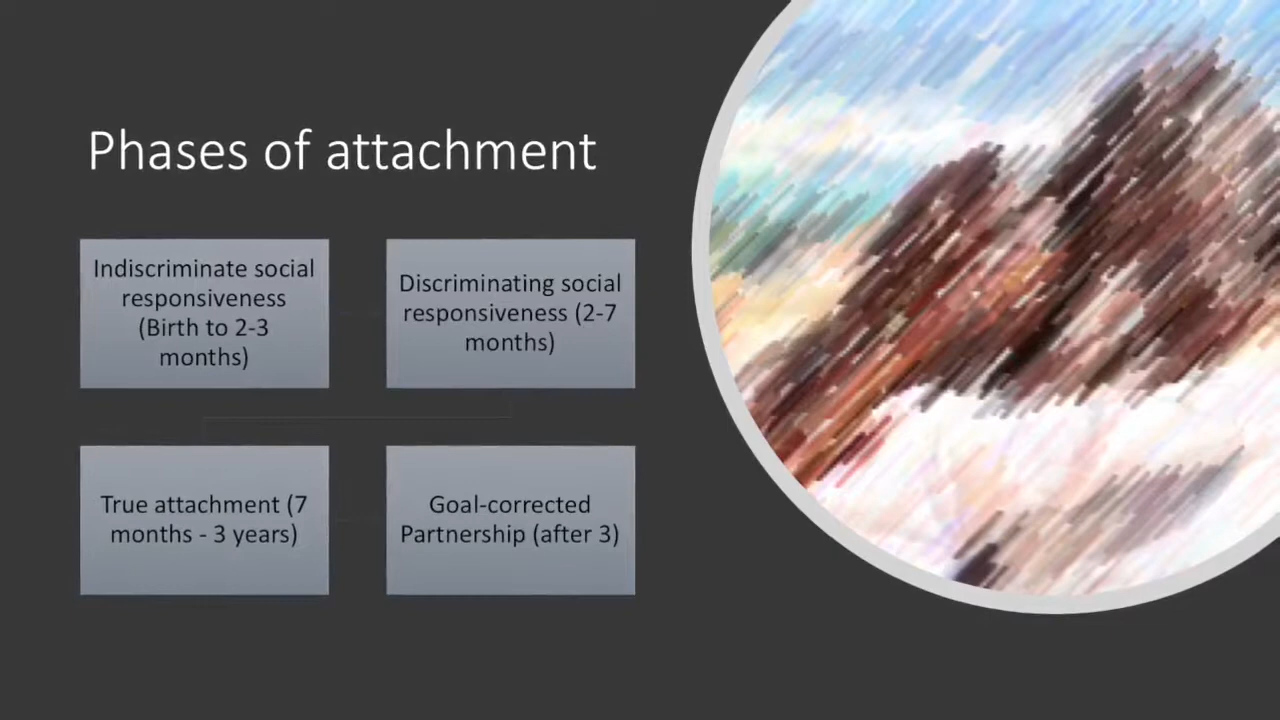 Phases of attachment
Indiscriminate social
responsiveness
(Birth to 2-3
months)
Discriminating social
responsiveness (2-7
months)
True attachment (7
months - 3 years)
Goal-corrected
Partnership (after 3)